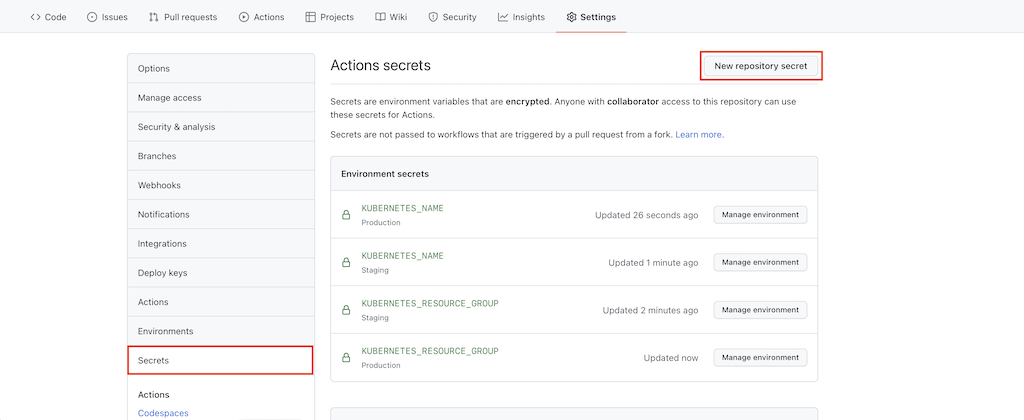 Code Issues Pull requests Actions Projects Wiki Security Insights Settings
Options
Manage access
Security & analysis
Branches
Webhooks
Notifications
Integrations
Deploy keys
Actions
Environments
Secrets
Actions
Codespaces
Actions secrets
New repository secret
Secrets are environment variables that are encrypted. Anyone with collaborator access to this repository can use
these secrets for Actions.
Secrets are not passed to workflows that are triggered by a pull request from a fork. Learn more.
Environment secrets
KUBERNETES_NAME
Production
Updated 26 seconds ago
Manage environment
KUBERNETES_NAME
Staging
Updated 1 minute ago
Manage environment
KUBERNETES_RESOURCE_GROUP
Staging
Updated 2 minutes ago
Manage environment
KUBERNETES_RESOURCE_GROUP
Production
Updated now
Manage environment